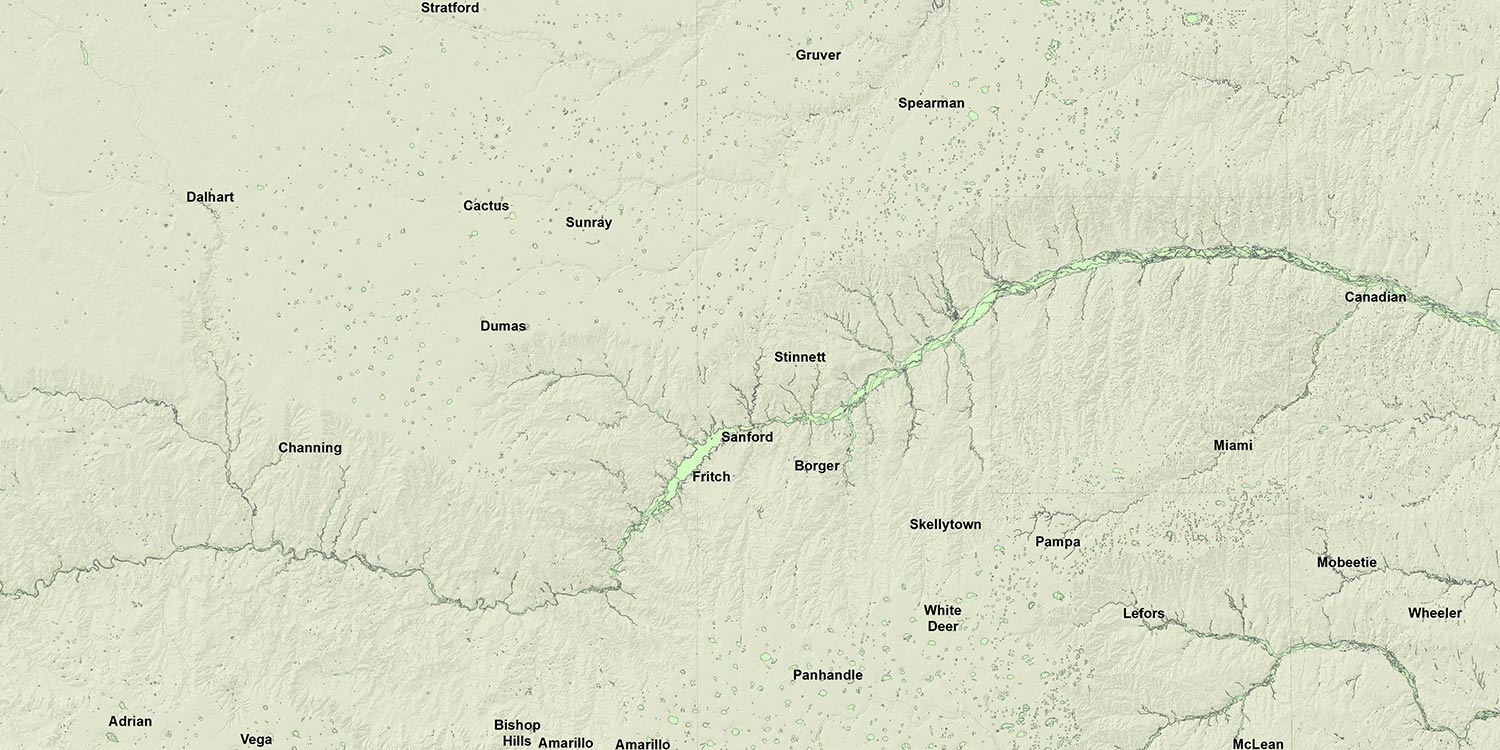 Stratford
Gruver
Spearman
Dalhart
Cactus
Sunray
Canadian
Dumas
Stinnett
Sanford
Miami
Channing
Borger
Fritch
Skellytown
Pampa
Mobeetie
White
Deer
Lefors
Wheeler
Panhandle
Adrian
Bishop
Hills
Vega
Amarillo
Amarillo
McLean